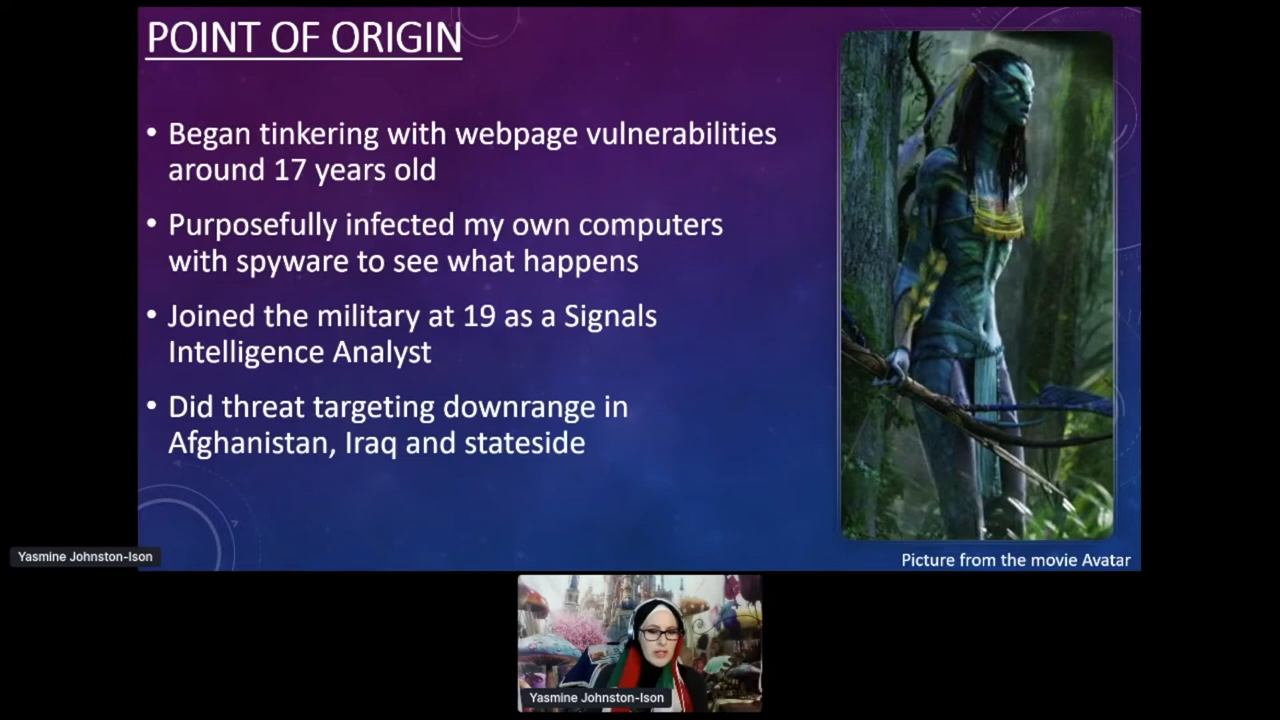 POINT OF ORIGIN
• Began tinkering with webpage vulnerabilities
around 17 years old
• Purposefully infected my own computers
with spyware to see what happens
• Joined the military at 19 as a Signals
Intelligence Analyst
• Did threat targeting downrange in
Afghanistan, Iraq and stateside
Picture from the movie Avatar
Yasmine Johnston-Ison
Yasmine Johnston-Ison